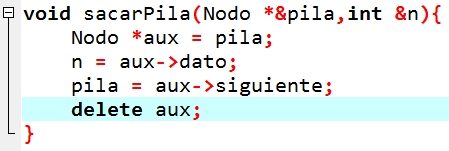 void sacarPila(Nodo *&pila,int &n){
    Nodo *aux = pila;
    n = aux->dato;
    pila = aux->siguiente;
    delete aux;
}